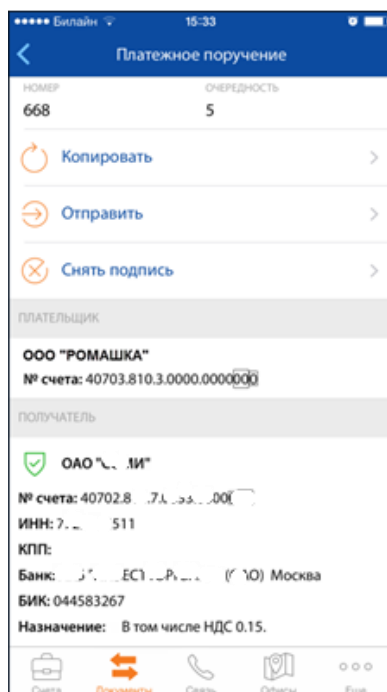 Билайн 15:33
Платежное поручение
НОМЕР ОЧЕРЕДНОСТЬ
668 5
Копировать
Отправить
Снять подпись
ПЛАТЕЛЬЩИК
ООО "РОМАШКА"
№ счета: 40703.810.3.0000.0000000
ПОЛУЧАТЕЛЬ
ОАО
№ счета:
ИНН:
КПП:
Банк: Москва
БИК: 044583267
Назначение: В том числе НДС 0.15.
Счета Документы Связь Офисы Еще